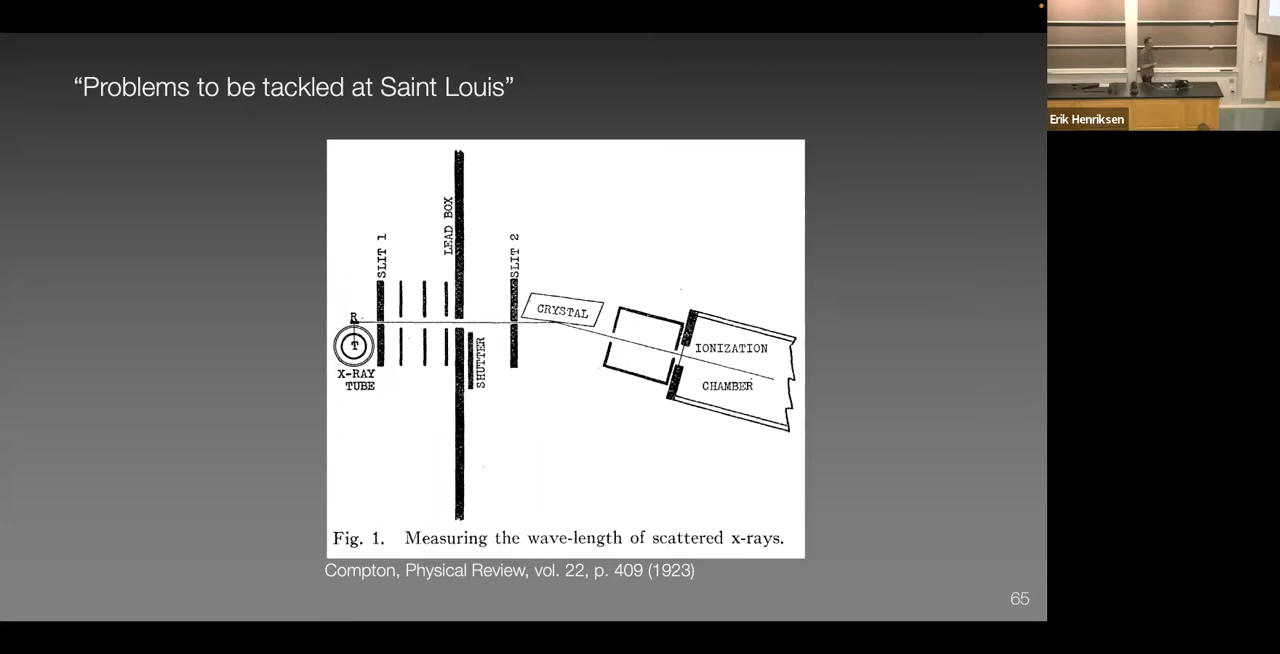 “Problems to be tackled at Saint Louis”
SLIT 1
LEAD BOX
SLIT 2
R
T
X-RAY
TUBE
SHUTTER
CRYSTAL
IONIZATION
CHAMBER
Fig. 1. Measuring the wave-length of scattered x-rays.
Compton, Physical Review, vol. 22, p. 409 (1923)
65
Erik Henriksen